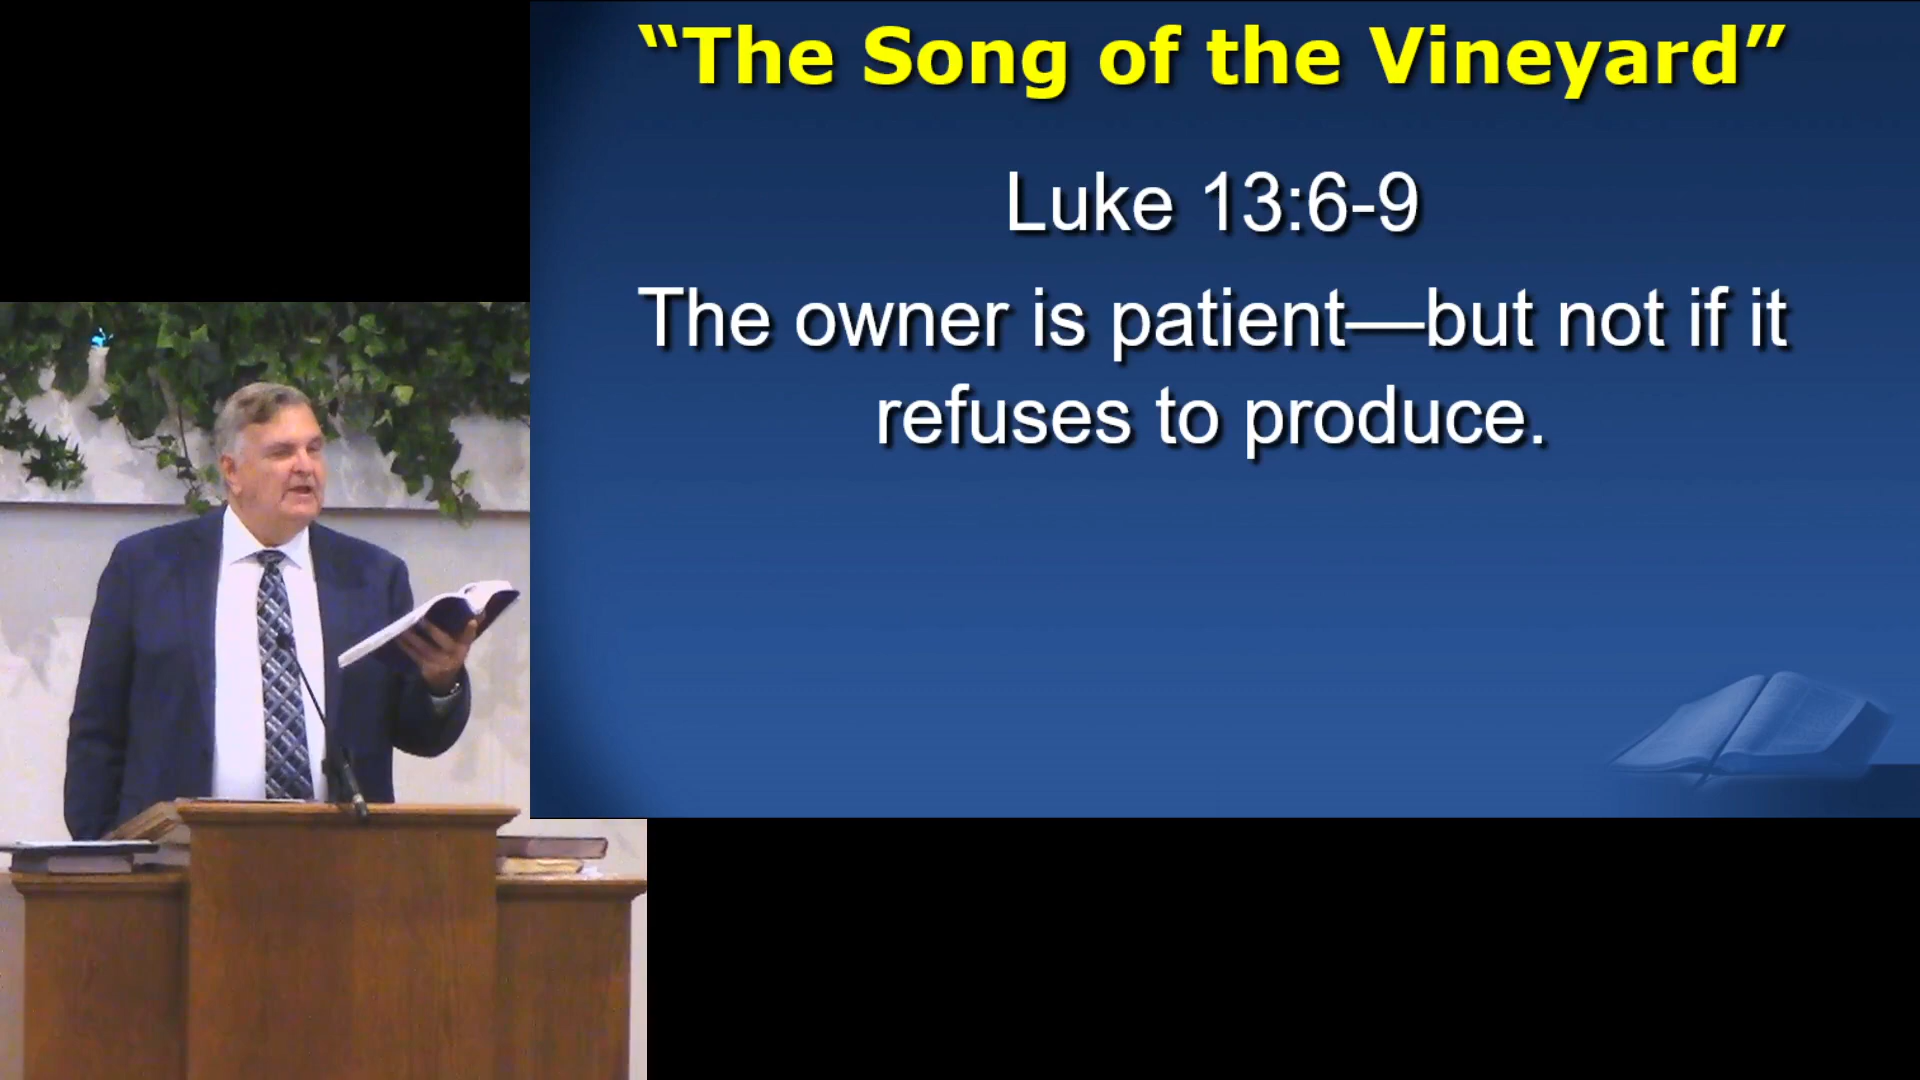 “The Song of the Vineyard”
Luke 13:6-9
The owner is patient—but not if it
refuses to produce.